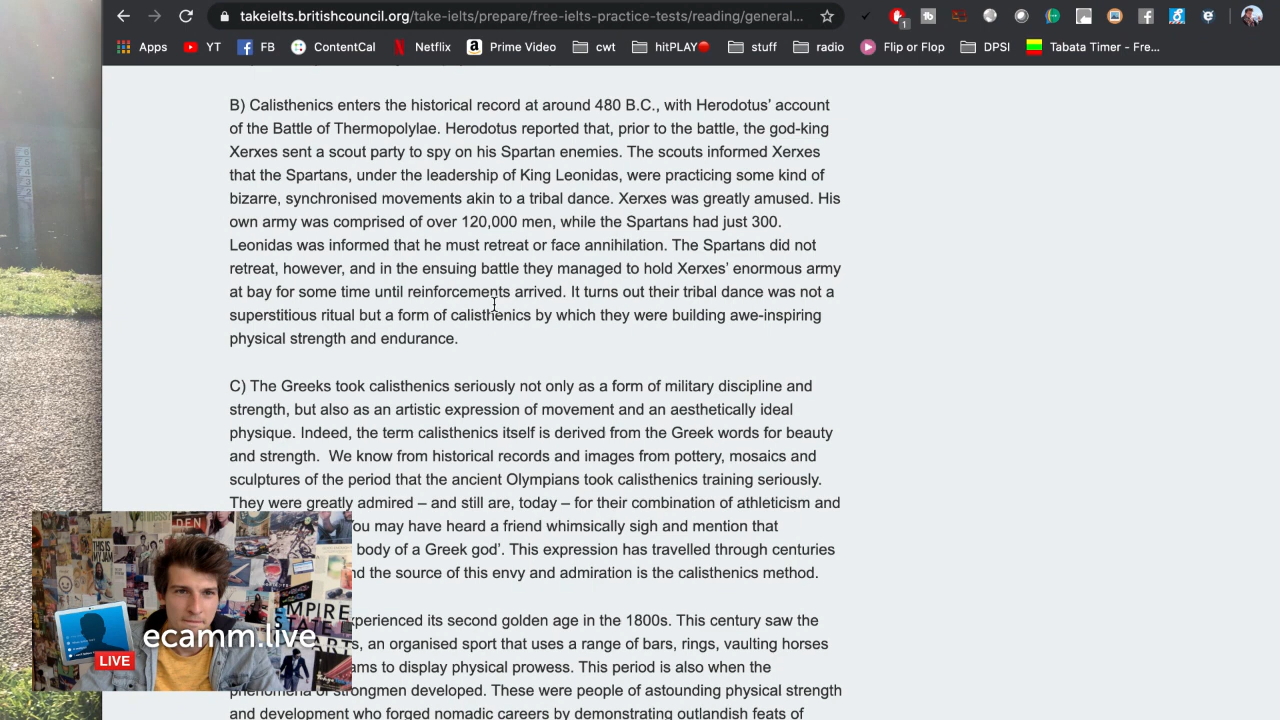 takeielts.britishcouncil.org/take-ielts/prepare/free-ielts-practice-tests/reading/general...
1
Apps YT FB ContentCal Netflix Prime Video cwt hitPLAY stuff radio Flip or Flop DPSI Tabata Timer - Fre...
B) Calisthenics enters the historical record at around 480 B.C., with Herodotus' account
of the Battle of Thermopolylae. Herodotus reported that, prior to the battle, the god-king
Xerxes sent a scout party to spy on his Spartan enemies. The scouts informed Xerxes
that the Spartans, under the leadership of King Leonidas, were practicing some kind of
bizarre, synchronised movements akin to a tribal dance. Xerxes was greatly amused. His
own army was comprised of over 120,000 men, while the Spartans had just 300.
Leonidas was informed that he must retreat or face annihilation. The Spartans did not
retreat, however, and in the ensuing battle they managed to hold Xerxes' enormous army
at bay for some time until reinforcements arrived. It turns out their tribal dance was not a
superstitious ritual but a form of calisthenics by which they were building awe-inspiring
physical strength and endurance.
C) The Greeks took calisthenics seriously not only as a form of military discipline and
strength, but also as an artistic expression of movement and an aesthetically ideal
physique. Indeed, the term calisthenics itself is derived from the Greek words for beauty
and strength. We know from historical records and images from pottery, mosaics and
sculptures of the period that the ancient Olympians took calisthenics training seriously.
They were greatly admired – and still are, today – for their combination of athleticism and
ou may have heard a friend whimsically sigh and mention that
body of a Greek god'. This expression has travelled through centuries
nd the source of this envy and admiration is the calisthenics method.
xperienced its second golden age in the 1800s. This century saw the
s, an organised sport that uses a range of bars, rings, vaulting horses
ams to display physical prowess. This period is also when the
phenomena of strongmen developed. These were people of astounding physical strength
and development who forged nomadic careers by demonstrating outlandish feats of
DEN
THIS IS
MY JAM
EMPIRE
STATE
ecamm.live
LIVE